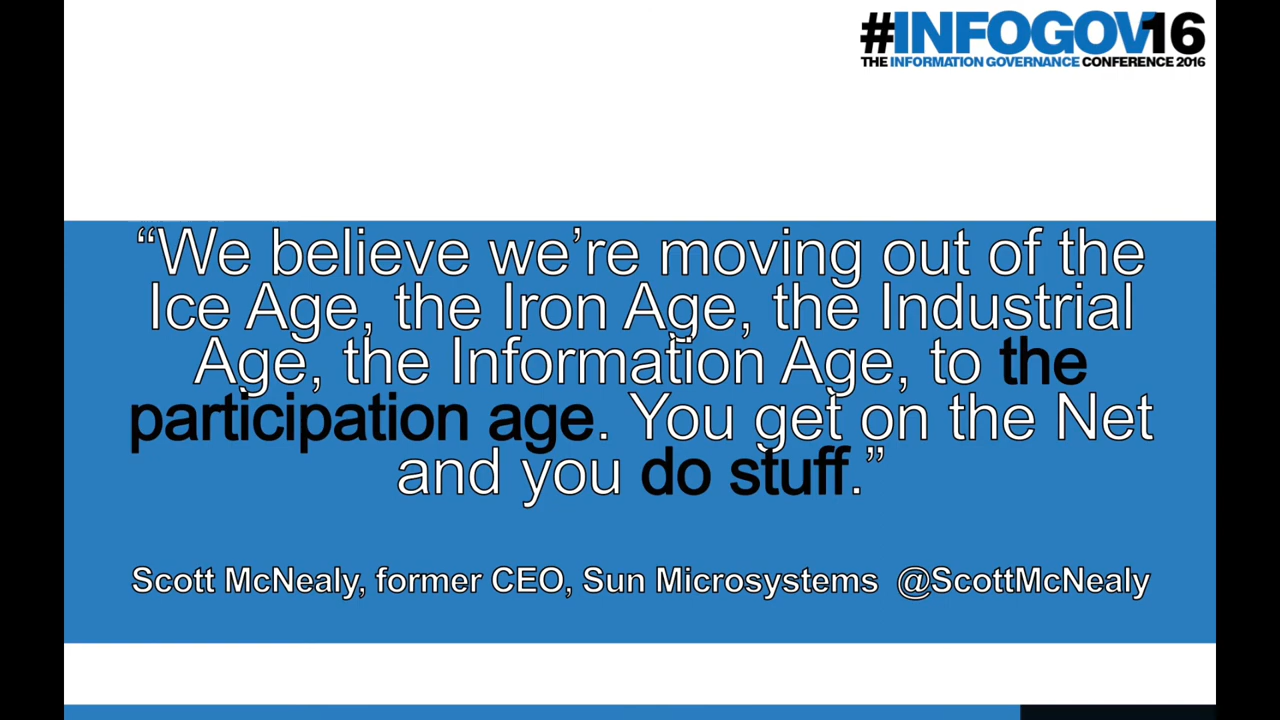 #INFOGOV16
THE INFORMATION GOVERNANCE CONFERENCE 2016
“We believe we’re moving out of the
Ice Age, the Iron Age, the Industrial
Age, the Information Age, to the
participation age. You get on the Net
and you do stuff.”
Scott McNealy, former CEO, Sun Microsystems @ScottMcNealy